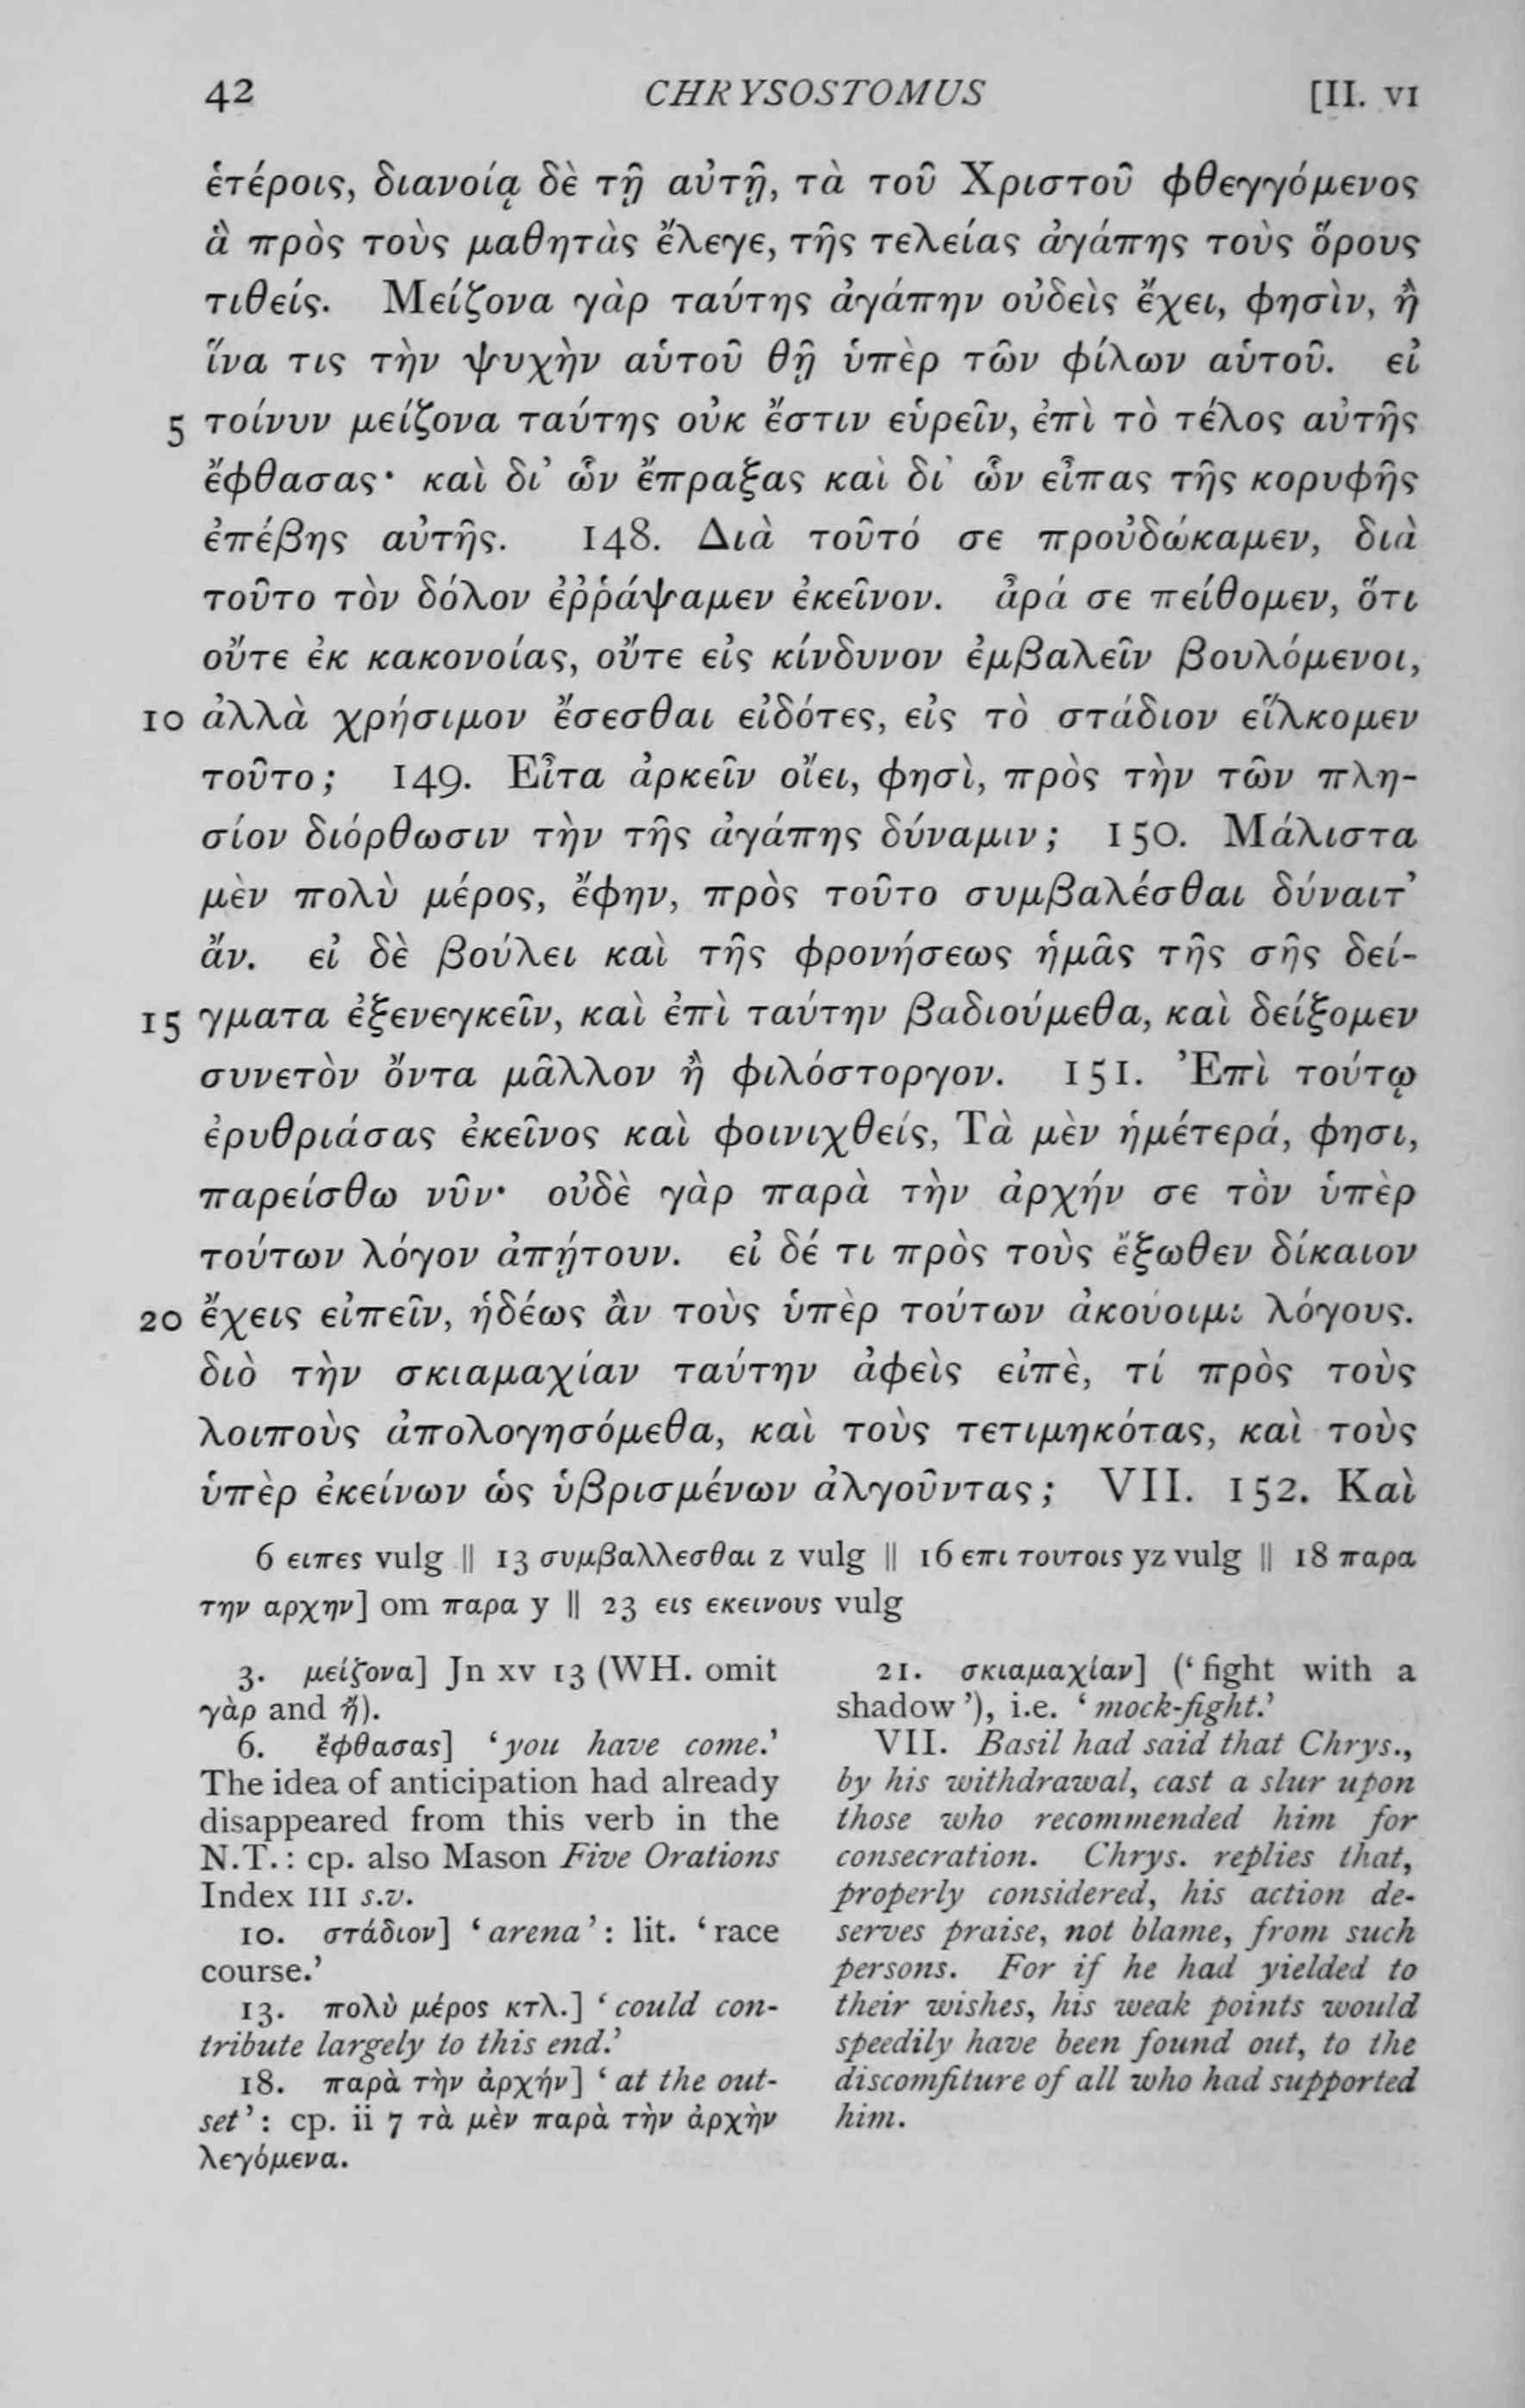 42 CHRYSOSTOMUS [II. VI
ἑτέροις, διανοίᾳ δὲ τῇ αὐτῇ, τὰ τοῦ Χριστοῦ φθεγγόμενος
ἃ πρὸς τοὺς μαθητὰς ἔλεγε, τῆς τελείας ἀγάπης τοὺς ὅρους
τιθείς. Μείζονα γὰρ ταύτης ἀγάπην οὐδεὶς ἔχει, φησὶν, ἢ
ἵνα τις τὴν ψυχὴν αὑτοῦ θῇ ὑπὲρ τῶν φίλων αὑτοῦ. εἰ
5 τοίνυν μείζονα ταύτης οὐκ ἔστιν εὑρεῖν, ἐπὶ τὸ τέλος αὐτῆς
ἔφθασας· καὶ δι’ ὧν ἔπραξας καὶ δι’ ὧν εἶπας τῆς κορυφῆς
ἐπέβης αὐτῆς. 148. Διὰ τοῦτό σε προὐδώκαμεν, διὰ
τοῦτο τὸν δόλον ἐῤῥάψαμεν ἐκεῖνον. ἆρά σε πείθομεν, ὅτι
οὔτε ἐκ κακονοίας, οὔτε εἰς κίνδυνον ἐμβαλεῖν βουλόμενοι,
10 ἀλλὰ χρήσιμον ἔσεσθαι εἰδότες, εἰς τὸ στάδιον εἵλκομεν
τοῦτο; 149. Εἶτα ἀρκεῖν οἴει, φησὶ, πρὸς τὴν τῶν πλη-
σίον διόρθωσιν τὴν τῆς ἀγάπης δύναμιν; 150. Μάλιστα
μὲν πολὺ μέρος, ἔφην, πρὸς τοῦτο συμβαλέσθαι δύναιτ’
ἄν. εἰ δὲ βούλει καὶ τῆς φρονήσεως ἡμᾶς τῆς σῆς δεί-
15 γματα ἐξενεγκεῖν, καὶ ἐπὶ ταύτην βαδιούμεθα, καὶ δείξομεν
συνετὸν ὄντα μᾶλλον ἢ φιλόστοργον. 151. Ἐπὶ τούτῳ
ἐρυθριάσας ἐκεῖνος καὶ φοινιχθείς, Τὰ μὲν ἡμέτερά, φησι,
παρείσθω νῦν· οὐδὲ γὰρ παρὰ τὴν ἀρχήν σε τὸν ὑπὲρ
τούτων λόγον ἀπῄτουν. εἰ δέ τι πρὸς τοὺς ἔξωθεν δίκαιον
20 ἔχεις εἰπεῖν, ἡδέως ἂν τοὺς ὑπὲρ τούτων ἀκούοιμι λόγους.
διὸ τὴν σκιαμαχίαν ταύτην ἀφεὶς εἰπὲ, τί πρὸς τοὺς
λοιποὺς ἀπολογησόμεθα, καὶ τοὺς τετιμηκότας, καὶ τοὺς
ὑπὲρ ἐκείνων ὡς ὑβρισμένων ἀλγοῦντας; VII. 152. Καὶ
6 ειπες vulg || 13 συμβαλλεσθαι z vulg || 16 επι τουτοις yz vulg || 18 παρα
την αρχην] om παρα y || 23 εις εκεινους vulg
3. μείζονα] Jn xv 13 (WH. omit
γὰρ and ἤ).
6. ἔφθασας] ‘you have come.’
The idea of anticipation had already
disappeared from this verb in the
N.T.: cp. also Mason Five Orations
Index III s.v.
10. στάδιον] ‘arena’: lit. ‘race
course.’
13. πολὺ μέρος κτλ.] ‘could con-
tribute largely to this end.’
18. παρὰ τὴν ἀρχήν] ‘at the out-
set’: cp. ii 7 τὰ μὲν παρὰ τὴν ἀρχὴν
λεγόμενα.
21. σκιαμαχίαν] (‘fight with a
shadow’), i.e. ‘mock-fight.’
VII. Basil had said that Chrys.,
by his withdrawal, cast a slur upon
those who recommended him for
consecration. Chrys. replies that,
properly considered, his action de-
serves praise, not blame, from such
persons. For if he had yielded to
their wishes, his weak points would
speedily have been found out, to the
discomfiture of all who had supported
him.